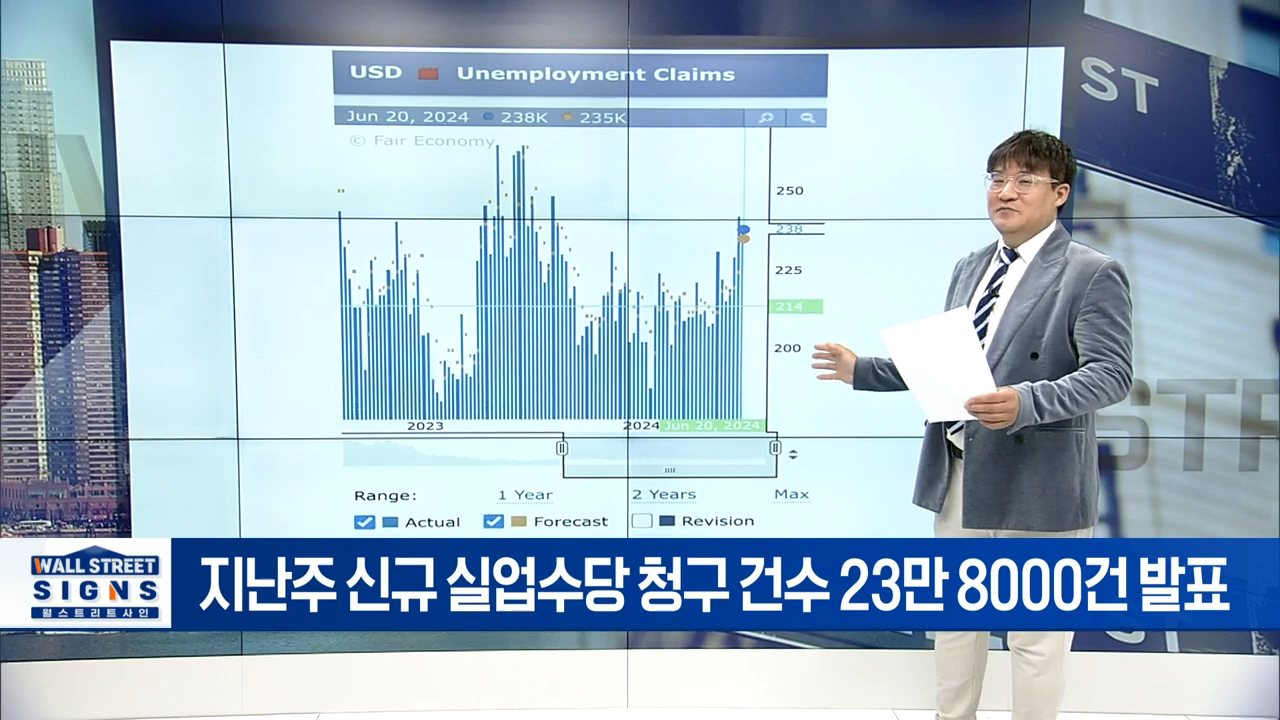 USD Unemployment Claims
Jun 20, 2024 238K 235K
© Fair Economy
250
238
225
214
200
2023 2024 Jun 20, 2024
Range: 1 Year 2 Years Max
Actual Forecast Revision
ST
STR
WALL STREET
SIGNS
월스트리트사인
지난주 신규 실업수당 청구 건수 23만 8000건 발표